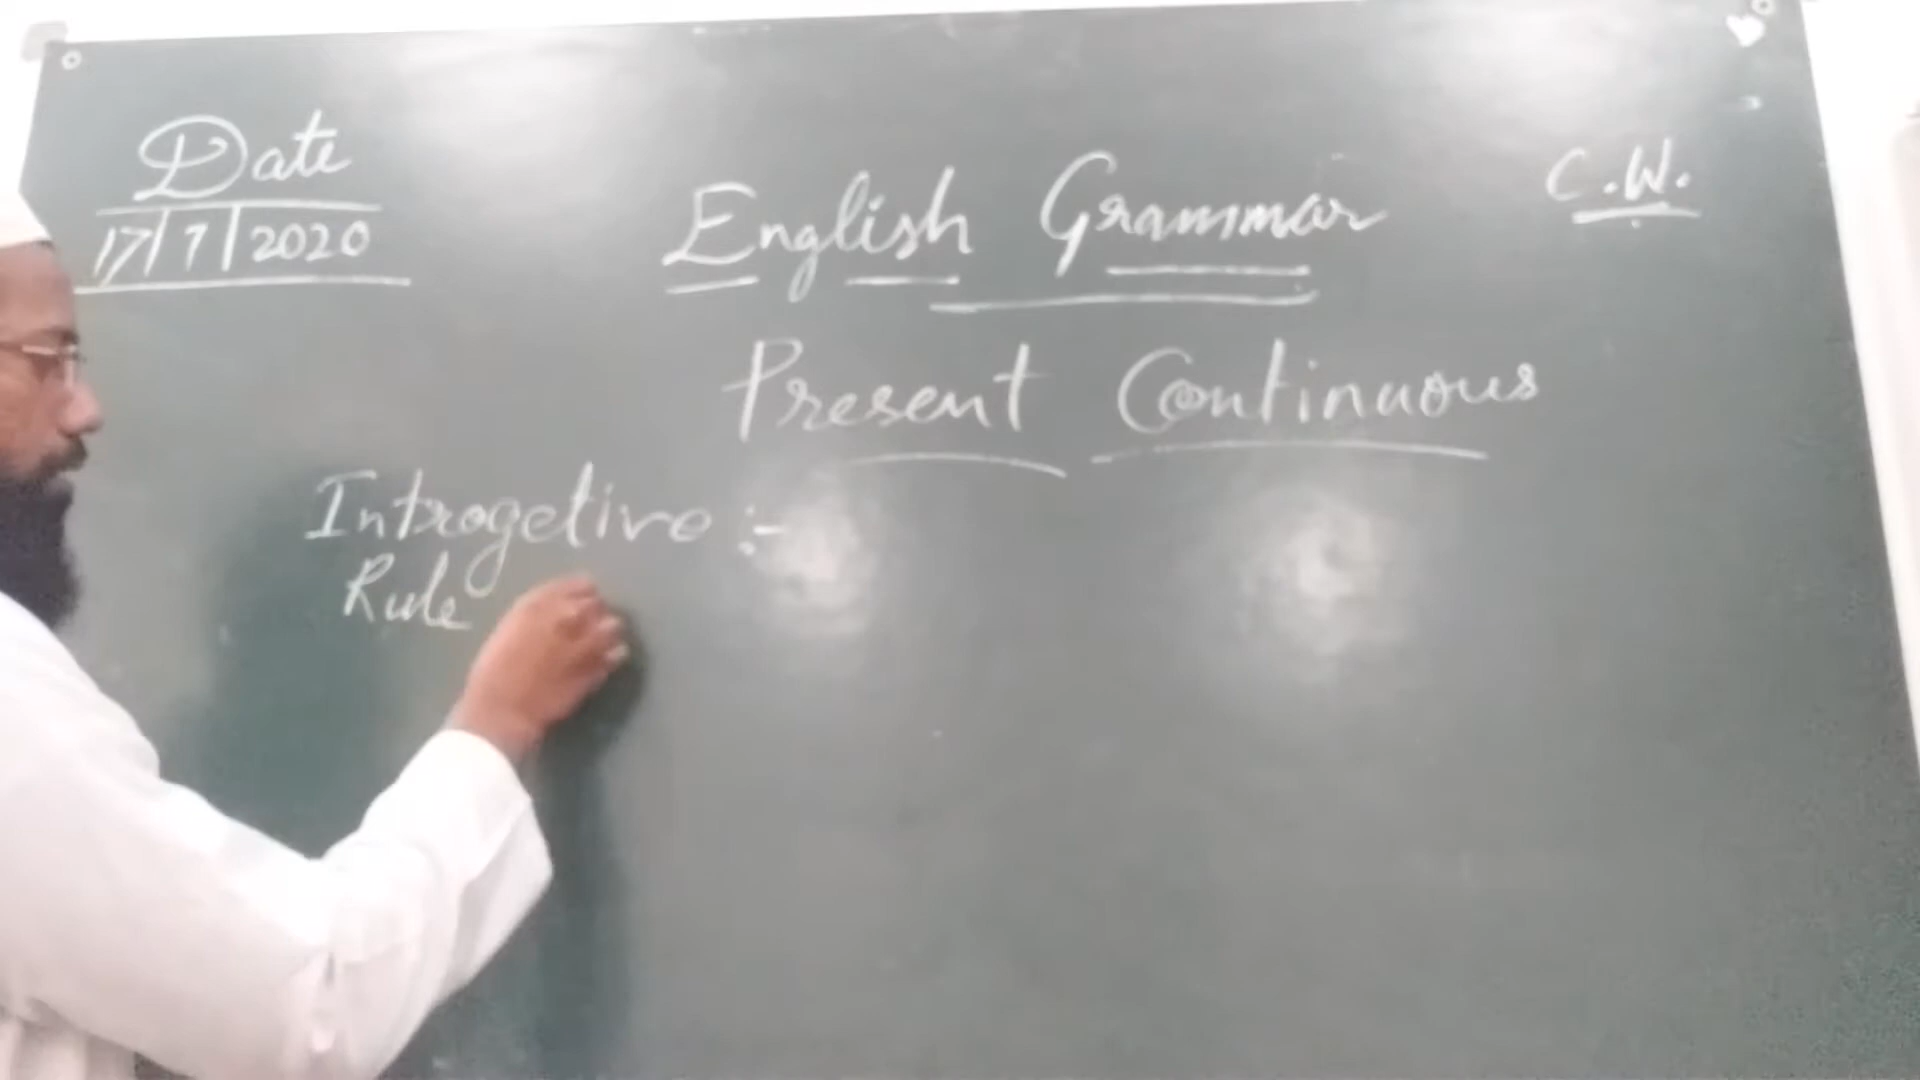 Date
17/7/2020
English Grammar
C.W.
Present Continuous
Introgetive :-
Rule